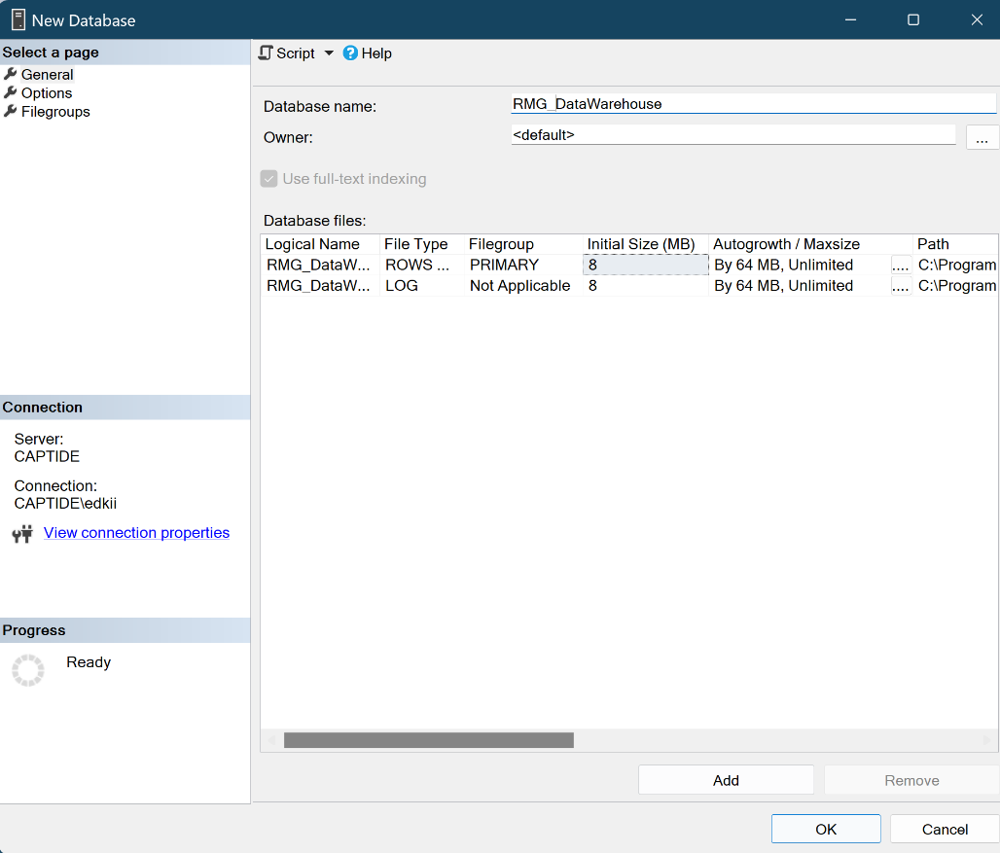 New Database
Select a page
General
Options
Filegroups
Script Help
Database name: RMG_DataWarehouse
Owner: <default> ...
Use full-text indexing
Database files:
Logical Name File Type Filegroup Initial Size (MB) Autogrowth / Maxsize Path
RMG_DataW... ROWS ... PRIMARY 8 By 64 MB, Unlimited .... C:\Program
RMG_DataW... LOG Not Applicable 8 By 64 MB, Unlimited .... C:\Program
Connection
Server:
CAPTIDE
Connection:
CAPTIDE\edkii
View connection properties
Progress
Ready
Add Remove
OK Cancel